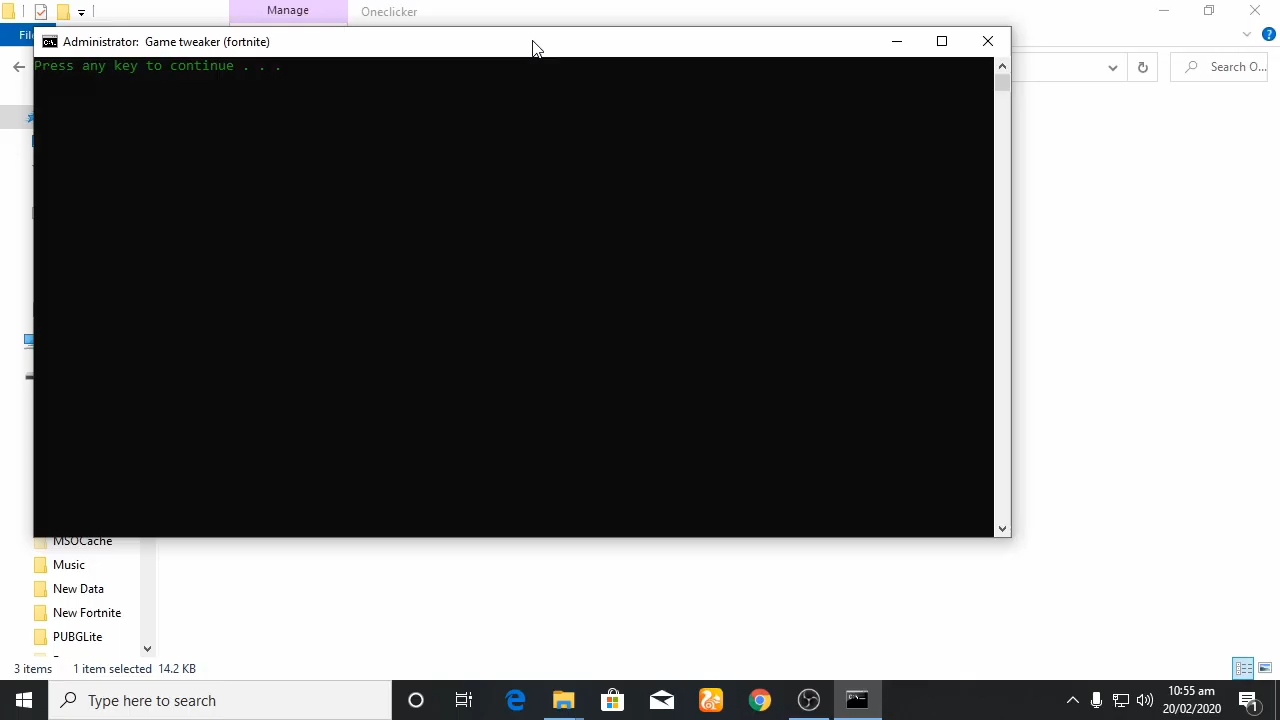 Manage
Oneclicker
Administrator:  Game tweaker (fortnite)
Press any key to continue . . .
Search O...
MSOCache
Music
New Data
New Fortnite
PUBGLite
3 items
1 item selected  14.2 KB
Type here to search
10:55 am
20/02/2020
1